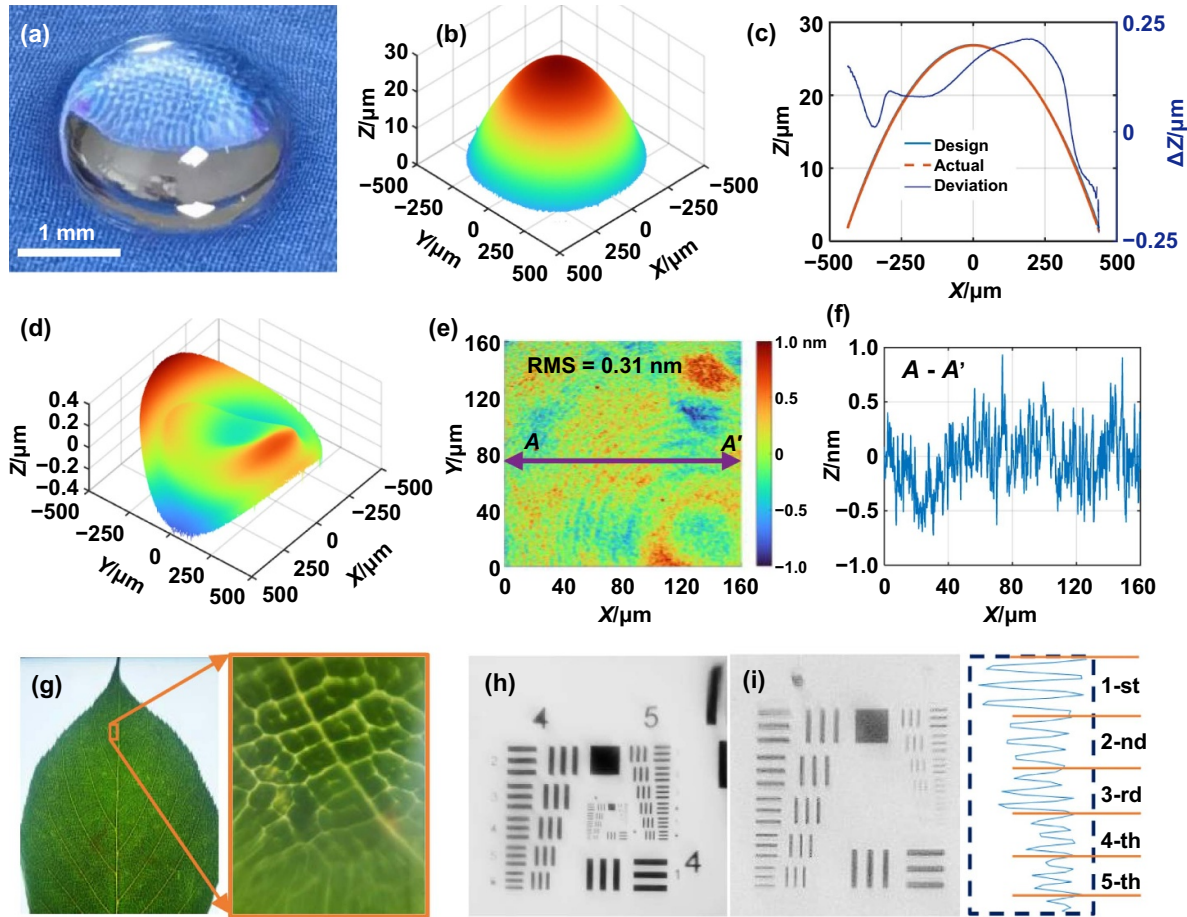 (a)
1 mm
(b)
30
20
10
0
Z/μm
−500
−250
0
250
500
Y/μm
500
250
0
−250
−500
X/μm
(c)
30
20
10
0
Z/μm
0.25
0
−0.25
ΔZ/μm
Design
Actual
Deviation
−500
−250
0
250
500
X/μm
(d)
0.4
0.2
0
−0.2
−0.4
Z/μm
−500
−250
0
250
500
Y/μm
500
250
0
−250
−500
X/μm
(e)
160
120
80
40
0
Y/μm
RMS = 0.31 nm
A
A'
0
40
80
120
160
X/μm
1.0 nm
0.5
0
−0.5
−1.0
(f)
A - A'
1.0
0.5
0
−0.5
−1.0
Z/nm
0
40
80
120
160
X/μm
(g)
(h)
4
5
2
3
4
5
4
1
(i)
1-st
2-nd
3-rd
4-th
5-th